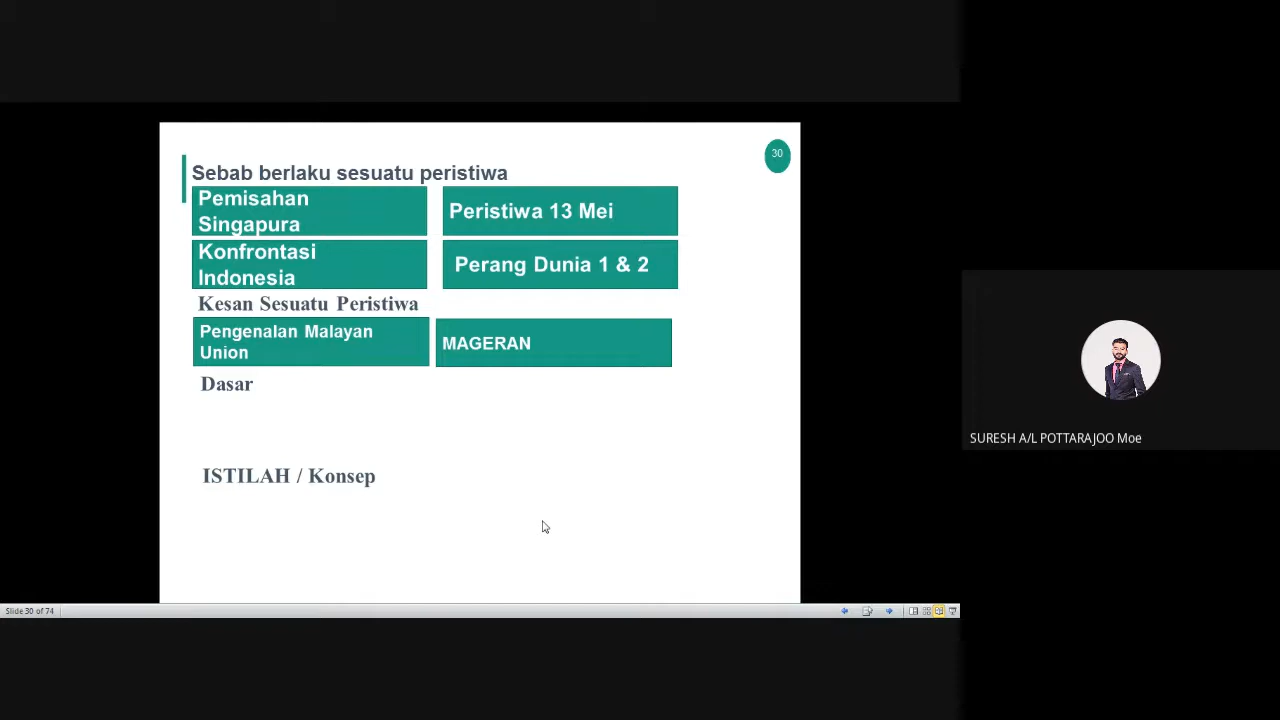 30
Sebab berlaku sesuatu peristiwa
Pemisahan
Singapura
Peristiwa 13 Mei
Konfrontasi
Indonesia
Perang Dunia 1 & 2
Kesan Sesuatu Peristiwa
Pengenalan Malayan
Union
MAGERAN
Dasar
SURESH A/L POTTARAJOO Moe
ISTILAH / Konsep
Slide 30 of 74